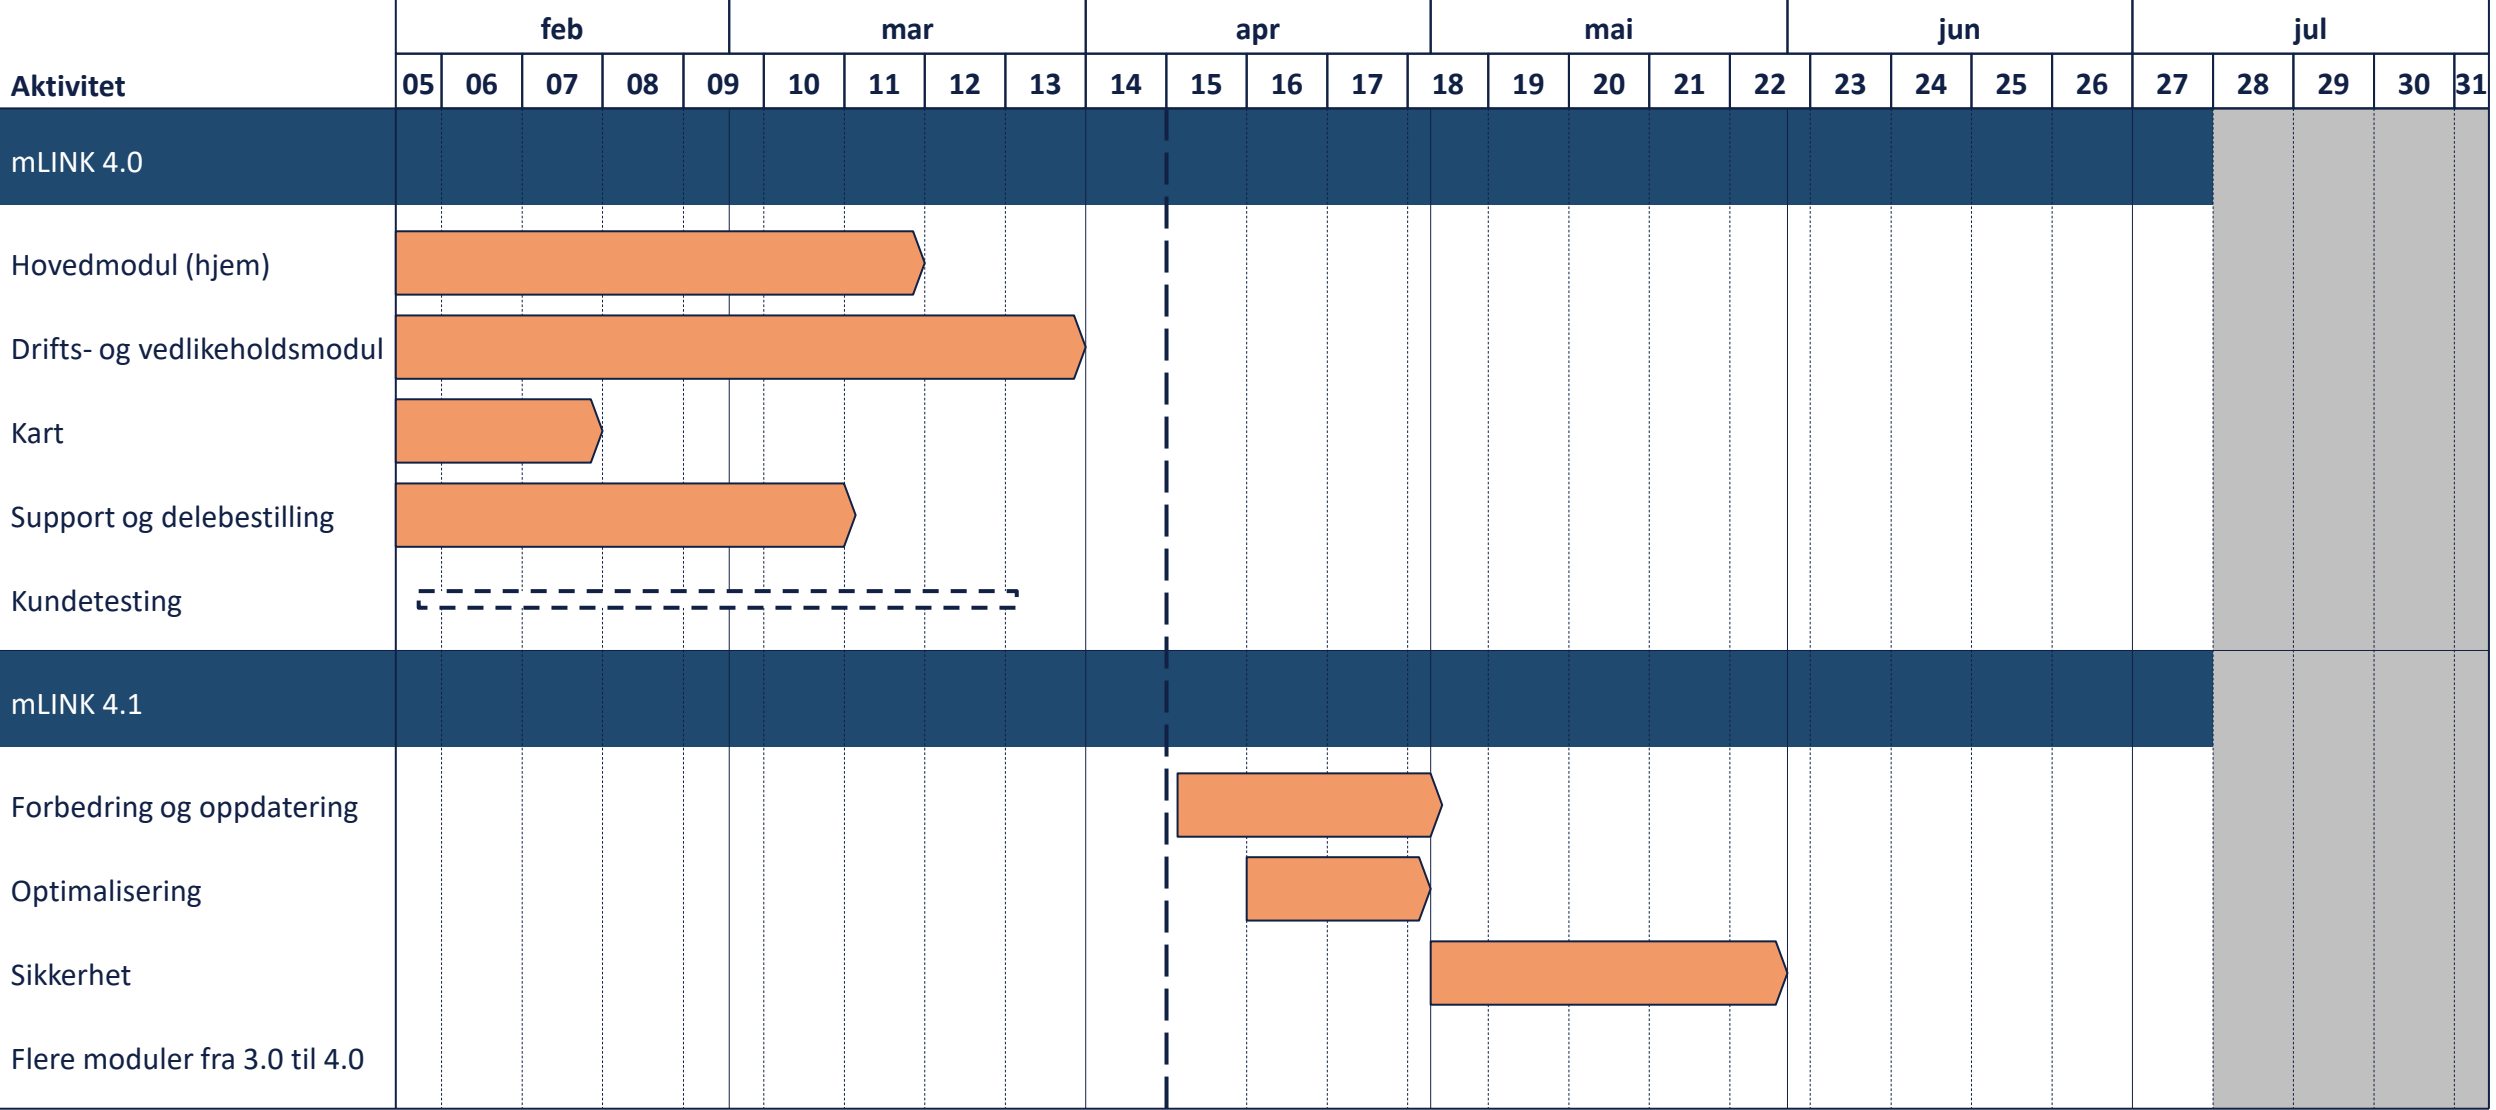 feb mar apr mai jun jul
Aktivitet 05 06 07 08 09 10 11 12 13 14 15 16 17 18 19 20 21 22 23 24 25 26 27 28 29 30 31
mLINK 4.0
Hovedmodul (hjem)
Drifts- og vedlikeholdsmodul
Kart
Support og delebestilling
Kundetesting
mLINK 4.1
Forbedring og oppdatering
Optimalisering
Sikkerhet
Flere moduler fra 3.0 til 4.0